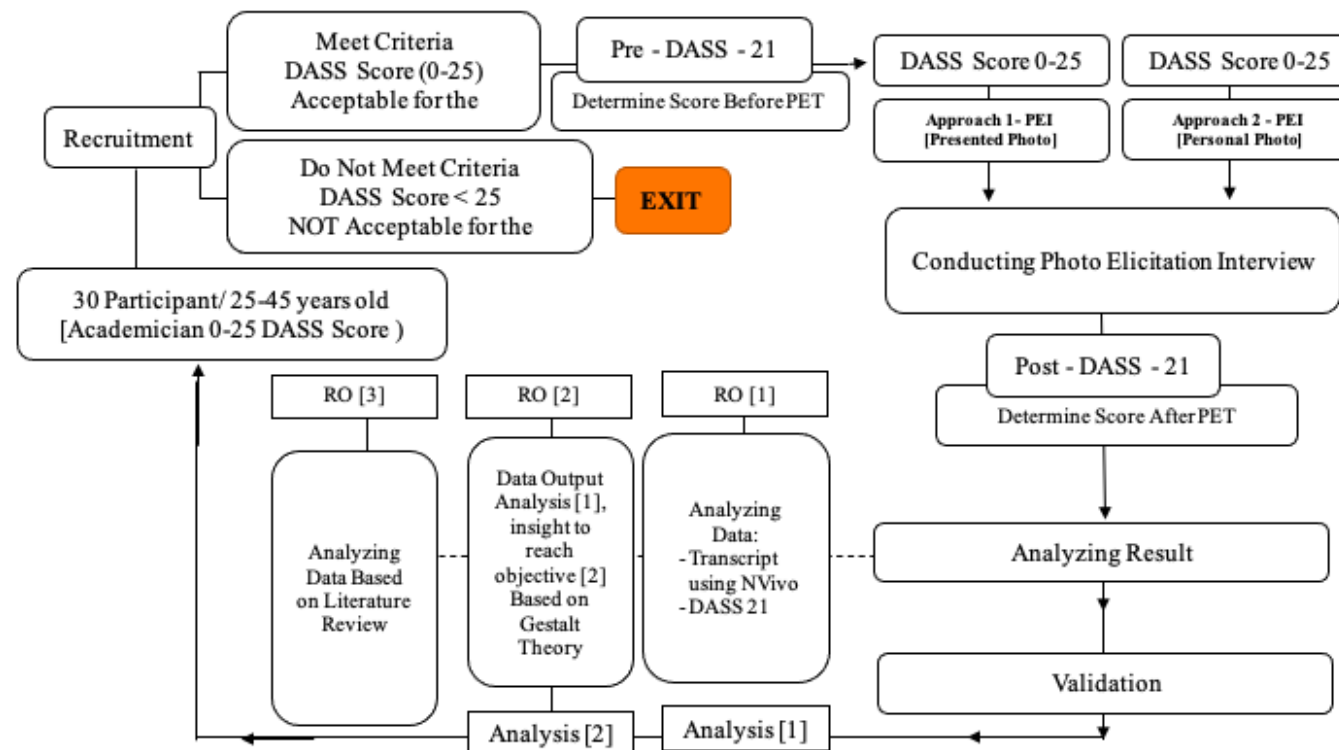 Meet Criteria
DASS Score (0-25)
Acceptable for the
Pre - DASS - 21
Determine Score Before PET
DASS Score 0-25
DASS Score 0-25
Approach 1- PEI
[Presented Photo]
Approach 2 - PEI
[Personal Photo]
Recruitment
Do Not Meet Criteria
DASS Score < 25
NOT Acceptable for the
EXIT
Conducting Photo Elicitation Interview
30 Participant/ 25-45 years old
[Academician 0-25 DASS Score )
Post - DASS - 21
Determine Score After PET
RO [3]
RO [2]
RO [1]
Analyzing
Data Based
on Literature
Review
Data Output
Analysis [1],
insight to
reach
objective [2]
Based on
Gestalt
Theory
Analyzing
Data:
- Transcript
using NVivo
- DASS 21
Analyzing Result
Validation
Analysis [2]
Analysis [1]